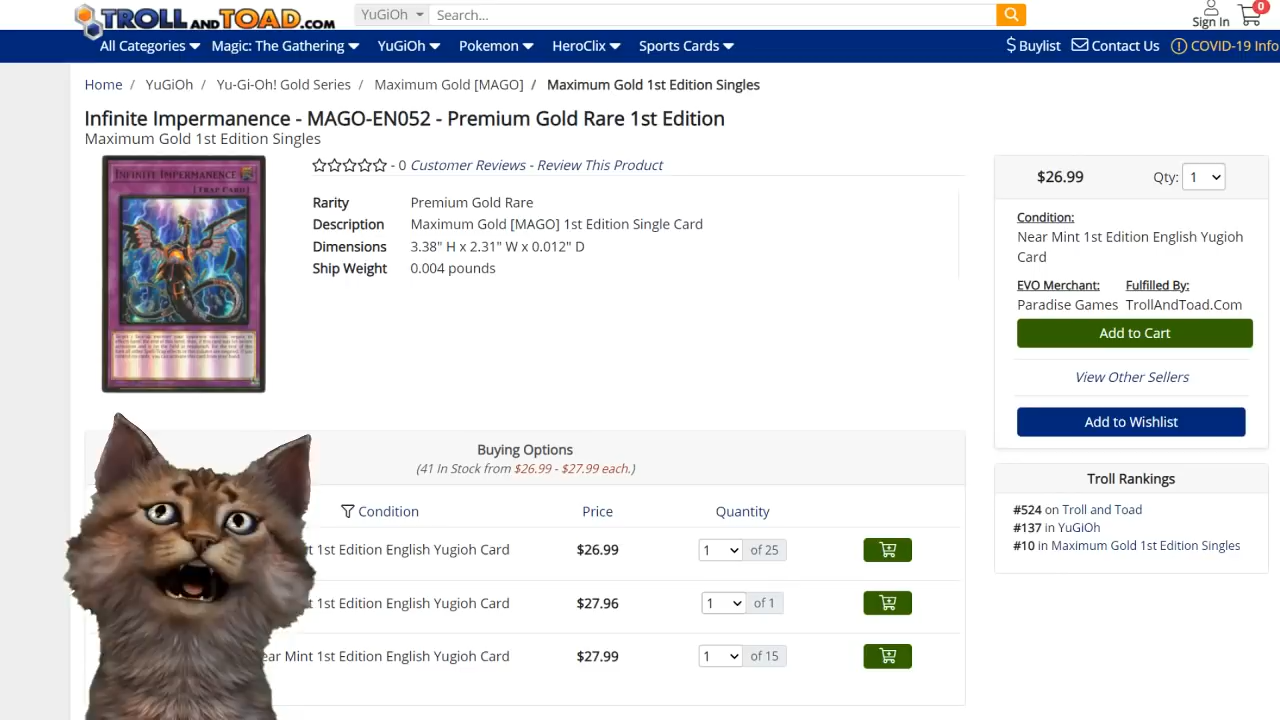 TROLL AND TOAD.COM
YuGiOh
Search...
Sign In
0
All Categories
Magic: The Gathering
YuGiOh
Pokemon
HeroClix
Sports Cards
$ Buylist
Contact Us
COVID-19 Info
Home / YuGiOh / Yu-Gi-Oh! Gold Series / Maximum Gold [MAGO] / Maximum Gold 1st Edition Singles
Infinite Impermanence - MAGO-EN052 - Premium Gold Rare 1st Edition
Maximum Gold 1st Edition Singles
INFINITE IMPERMANENCE
[TRAP CARD]
- 0 Customer Reviews - Review This Product
Rarity Premium Gold Rare
Description Maximum Gold [MAGO] 1st Edition Single Card
Dimensions 3.38" H x 2.31" W x 0.012" D
Ship Weight 0.004 pounds
$26.99 Qty: 1
Condition:
Near Mint 1st Edition English Yugioh
Card
EVO Merchant: Fulfilled By:
Paradise Games TrollAndToad.Com
Add to Cart
View Other Sellers
Add to Wishlist
Buying Options
(41 In Stock from $26.99 - $27.99 each.)
Condition Price Quantity
t 1st Edition English Yugioh Card $26.99 1 of 25
t 1st Edition English Yugioh Card $27.96 1 of 1
ear Mint 1st Edition English Yugioh Card $27.99 1 of 15
Troll Rankings
#524 on Troll and Toad
#137 in YuGiOh
#10 in Maximum Gold 1st Edition Singles